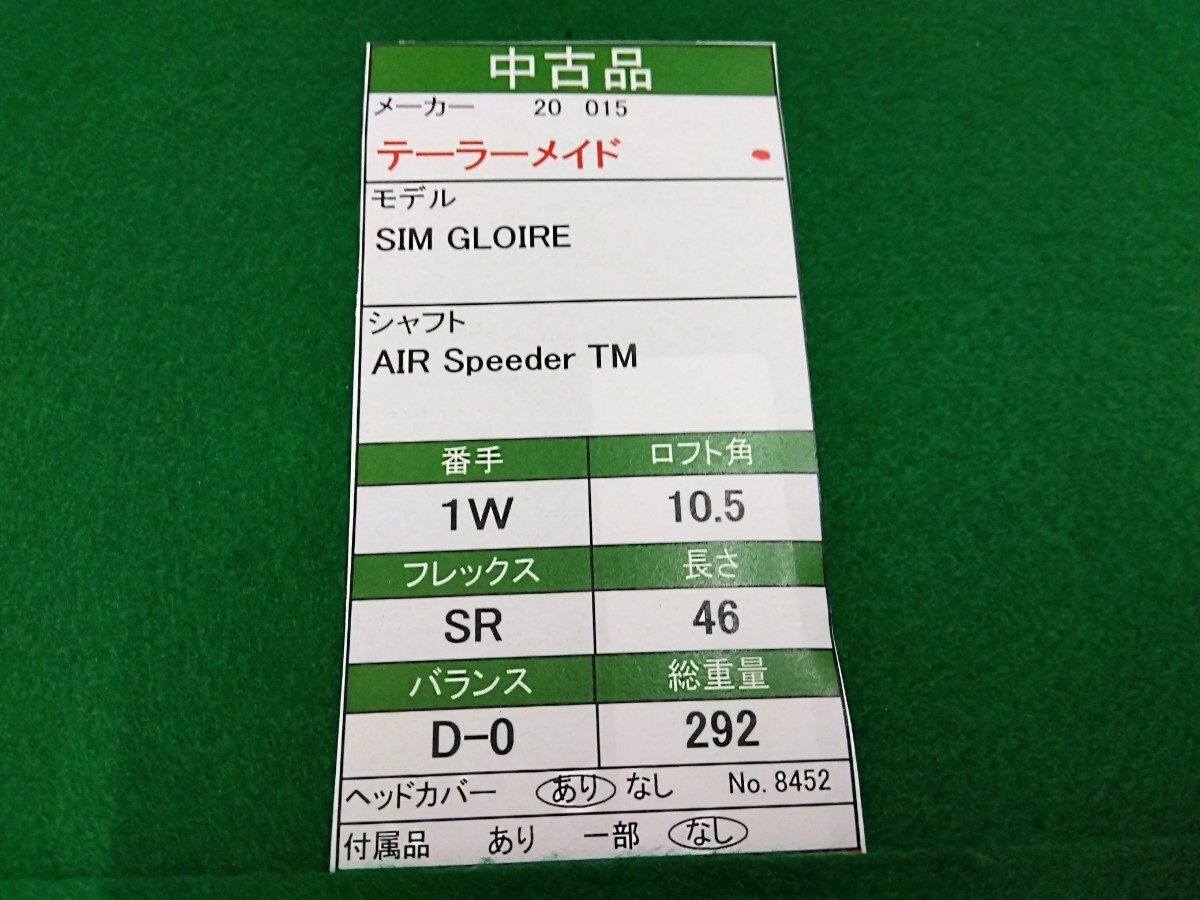 中古品
メーカー 20 015
テーラーメイド
モデル
SIM GLOIRE
シャフト
AIR Speeder TM
番手 ロフト角
1W 10.5
フレックス 長さ
SR 46
バランス 総重量
D-0 292
ヘッドカバー あり なし No. 8452
付属品 あり 一部 なし